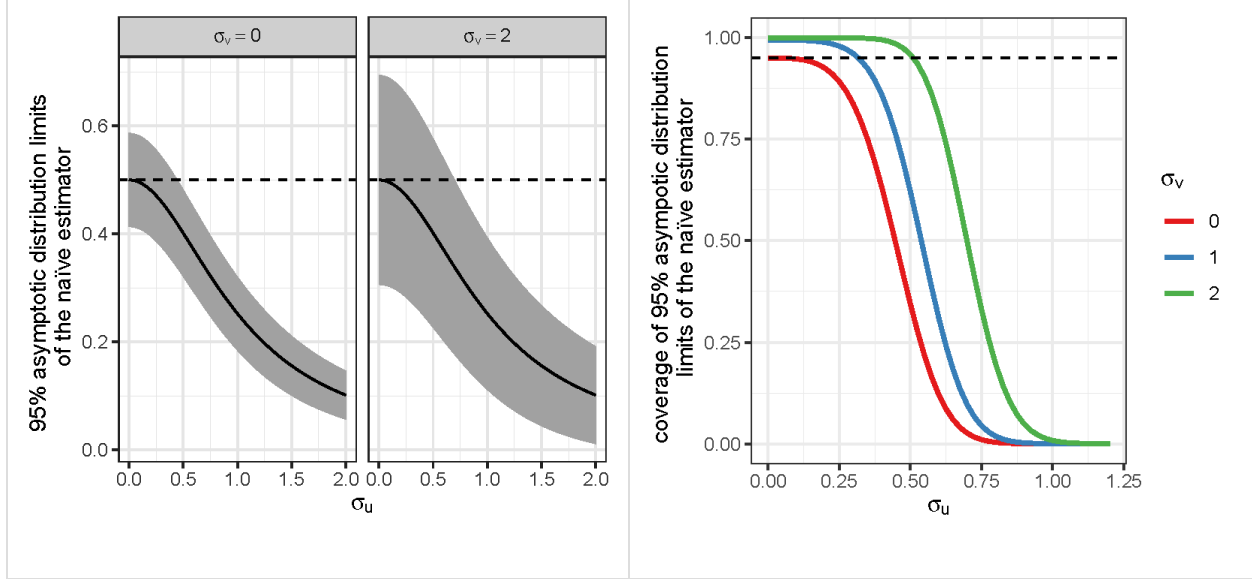 σv = 0
σv = 2
95% asymptotic distribution limits
of the naïve estimator
0.6
0.4
0.2
0.0
0.0 0.5 1.0 1.5 2.0
0.0 0.5 1.0 1.5 2.0
σu
coverage of 95% asympotic distribution
limits of the naïve estimator
1.00
0.75
0.50
0.25
0.00
0.00 0.25 0.50 0.75 1.00 1.25
σu
σv
0
1
2